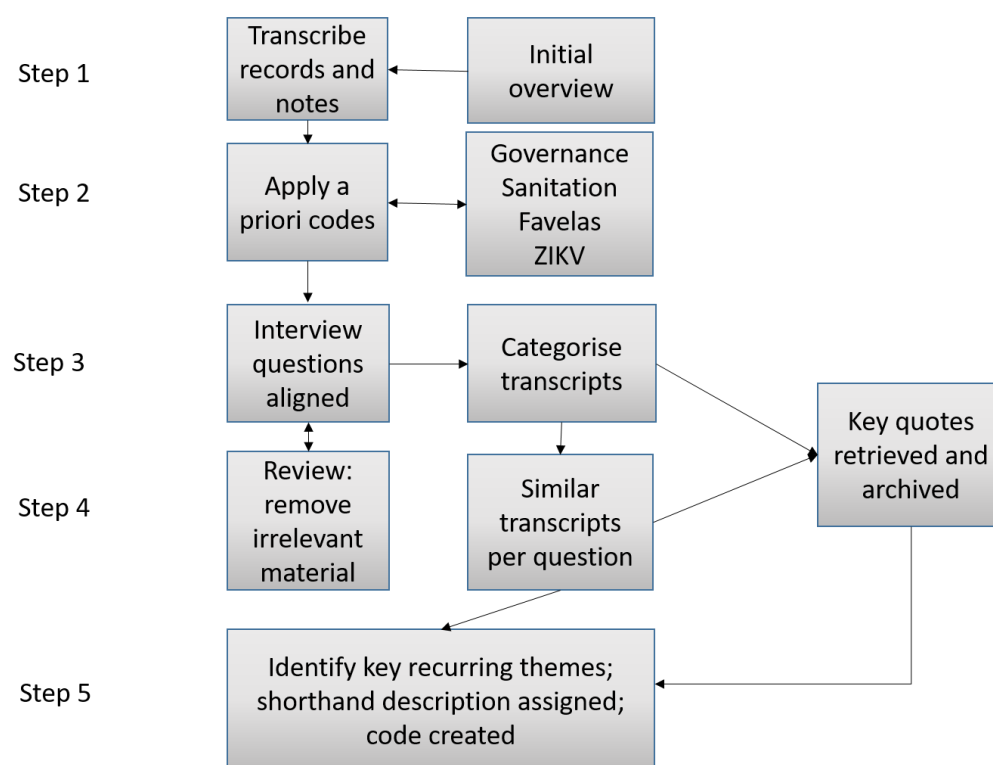 Step 1
Transcribe
records and
notes
Initial
overview
Step 2
Apply a
priori codes
Governance
Sanitation
Favelas
ZIKV
Step 3
Interview
questions
aligned
Categorise
transcripts
Key quotes
retrieved and
archived
Step 4
Review:
remove
irrelevant
material
Similar
transcripts
per question
Step 5
Identify key recurring themes;
shorthand description assigned;
code created